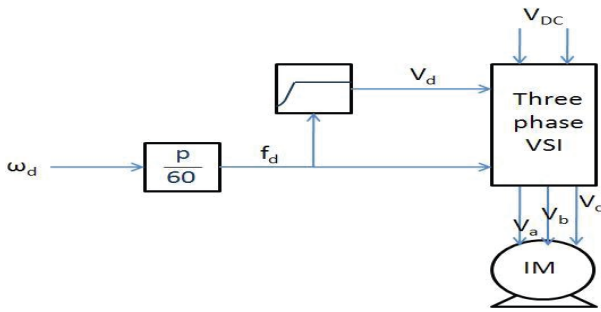 V_DC
V_d
Three
phase
VSI
ω_d
p
60
f_d
V_a
V_b
V_c
IM